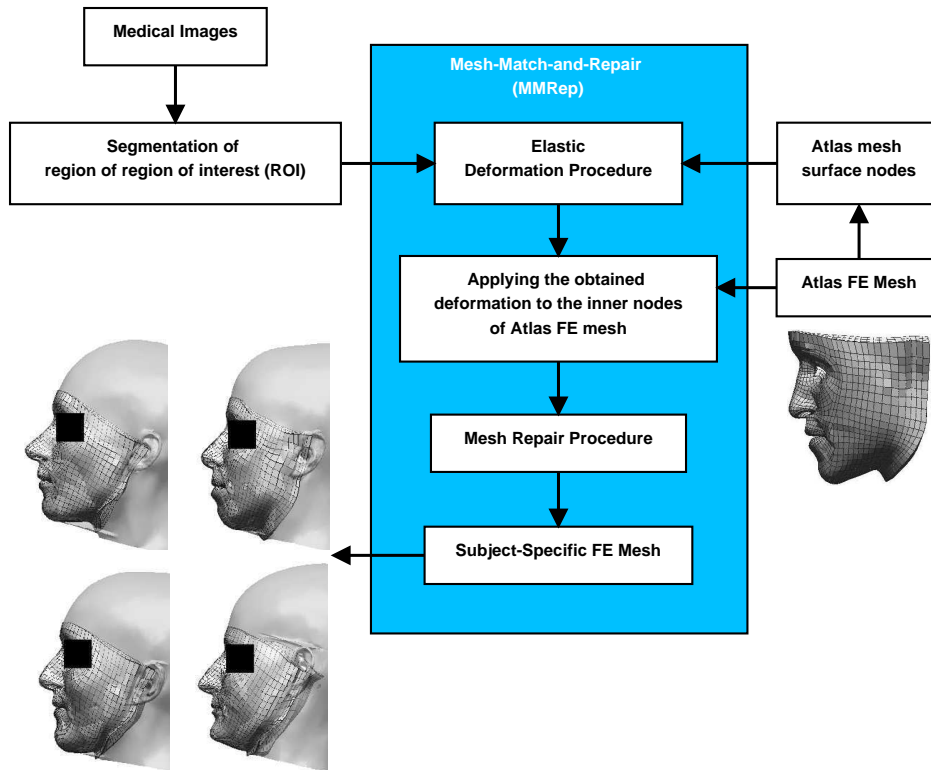 Medical Images
Mesh-Match-and-Repair
(MMRep)
Segmentation of
region of region of interest (ROI)
Elastic
Deformation Procedure
Atlas mesh
surface nodes
Applying the obtained
deformation to the inner nodes
of Atlas FE mesh
Atlas FE Mesh
Mesh Repair Procedure
Subject-Specific FE Mesh